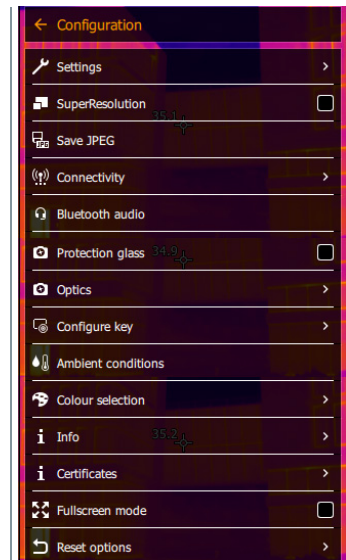 Configuration
Settings
SuperResolution
35.1
Save JPEG
Connectivity
Bluetooth audio
Protection glass
34.9
Optics
Configure key
Ambient conditions
Colour selection
Info
35.2
Certificates
Fullscreen mode
Reset options